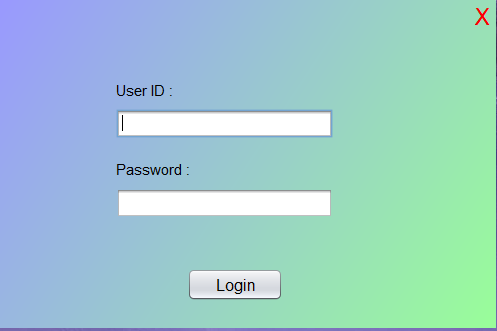 X
User ID :
Password :
Login